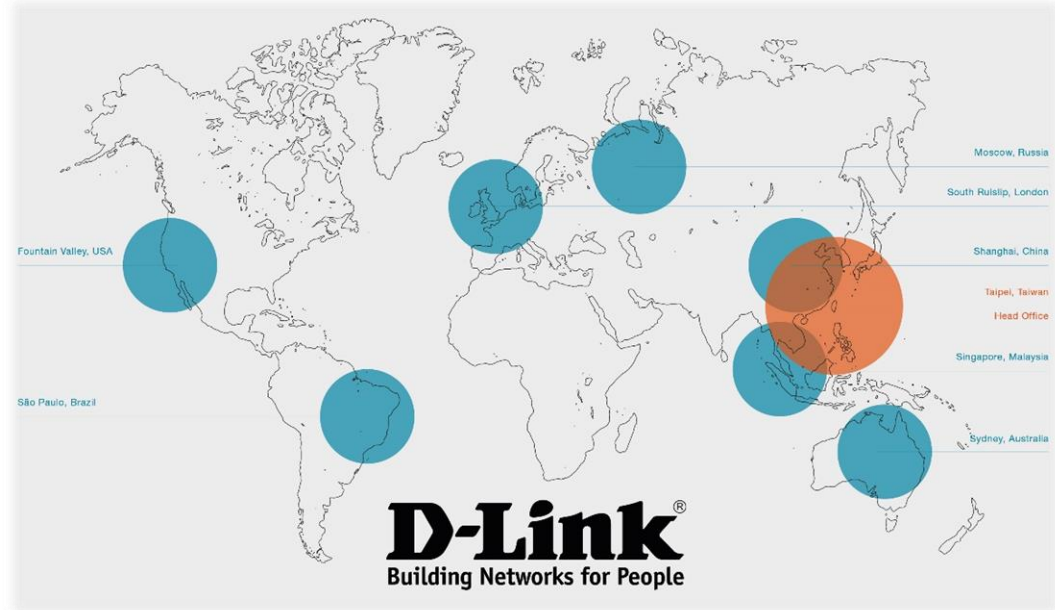 Moscow, Russia
South Ruislip, London
Fountain Valley, USA
Shanghai, China
Taipei, Taiwan
Head Office
Singapore, Malaysia
São Paulo, Brazil
Sydney, Australia
D-Link®
Building Networks for People